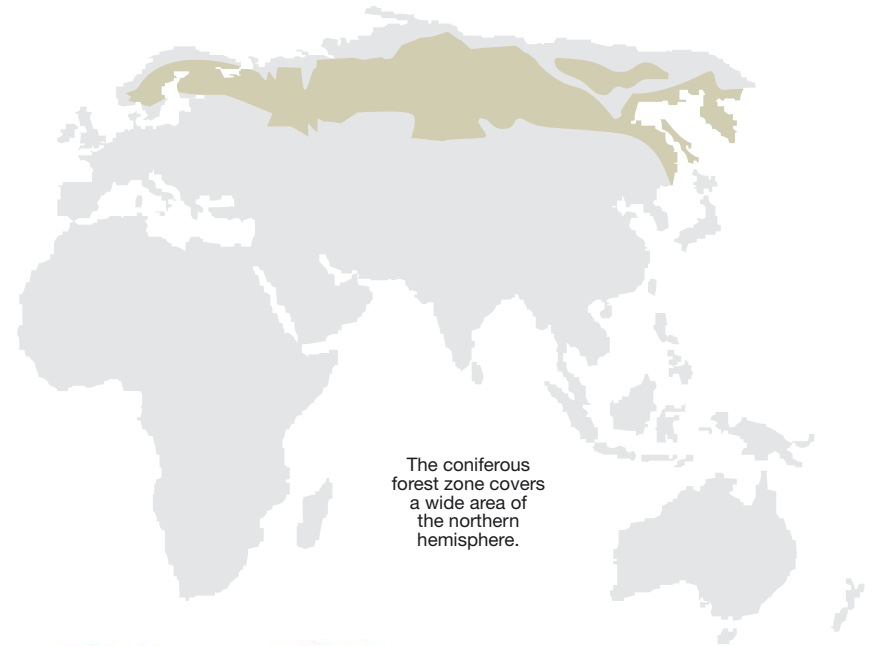 The coniferous
forest zone covers
a wide area of
the northern
hemisphere.